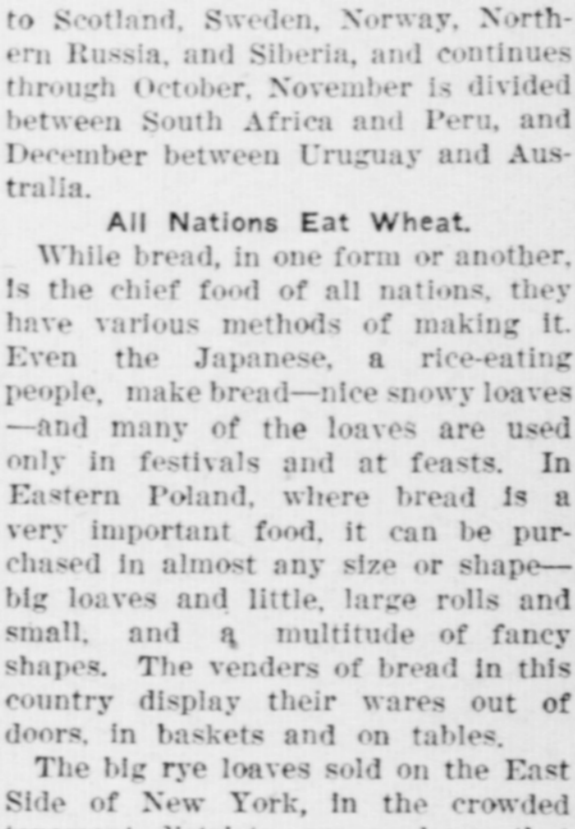 to Scotland, Sweden, Norway, North-
ern Russia, and Siberia, and continues
through October, November is divided
between South Africa and Peru, and
December between Uruguay and Aus-
tralia.
All Nations Eat Wheat.
While bread, in one form or another,
is the chief food of all nations, they
have various methods of making it.
Even the Japanese, a rice-eating
people, make bread—nice snowy loaves
—and many of the loaves are used
only in festivals and at feasts. In
Eastern Poland, where bread is a
very important food, it can be pur-
chased in almost any size or shape—
big loaves and little, large rolls and
small, and a multitude of fancy
shapes. The venders of bread in this
country display their wares out of
doors, in baskets and on tables.
The big rye loaves sold on the East
Side of New York, in the crowded